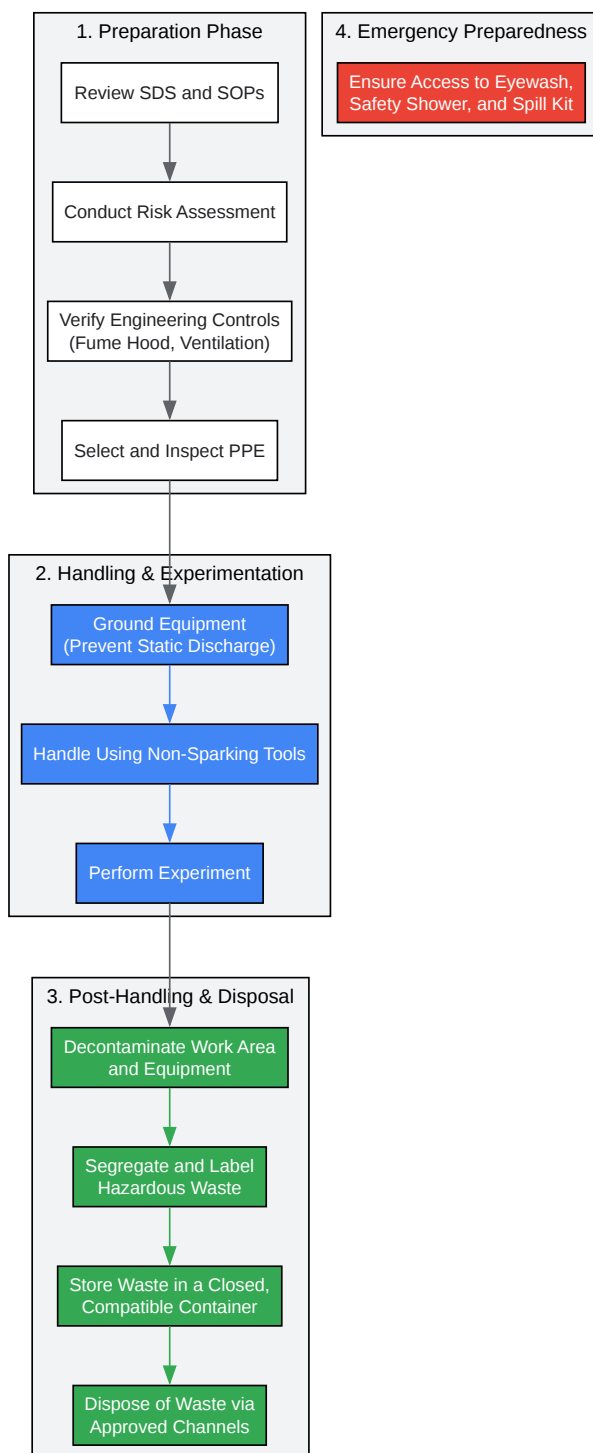 1. Preparation Phase
Review SDS and SOPs
Conduct Risk Assessment
Verify Engineering Controls
(Fume Hood, Ventilation)
Select and Inspect PPE
4. Emergency Preparedness
Ensure Access to Eyewash,
Safety Shower, and Spill Kit
2. Handling & Experimentation
Ground Equipment
(Prevent Static Discharge)
Handle Using Non-Sparking Tools
Perform Experiment
3. Post-Handling & Disposal
Decontaminate Work Area
and Equipment
Segregate and Label
Hazardous Waste
Store Waste in a Closed,
Compatible Container
Dispose of Waste via
Approved Channels